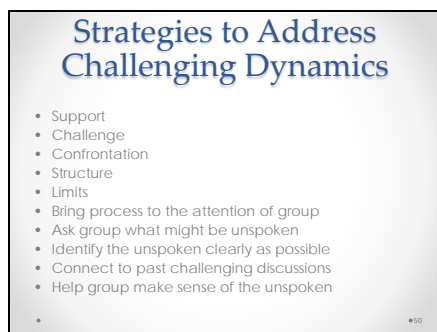 Strategies to Address
Challenging Dynamics
• Support
• Challenge
• Confrontation
• Structure
• Limits
• Bring process to the attention of group
• Ask group what might be unspoken
• Identify the unspoken clearly as possible
• Connect to past challenging discussions
• Help group make sense of the unspoken
• •50